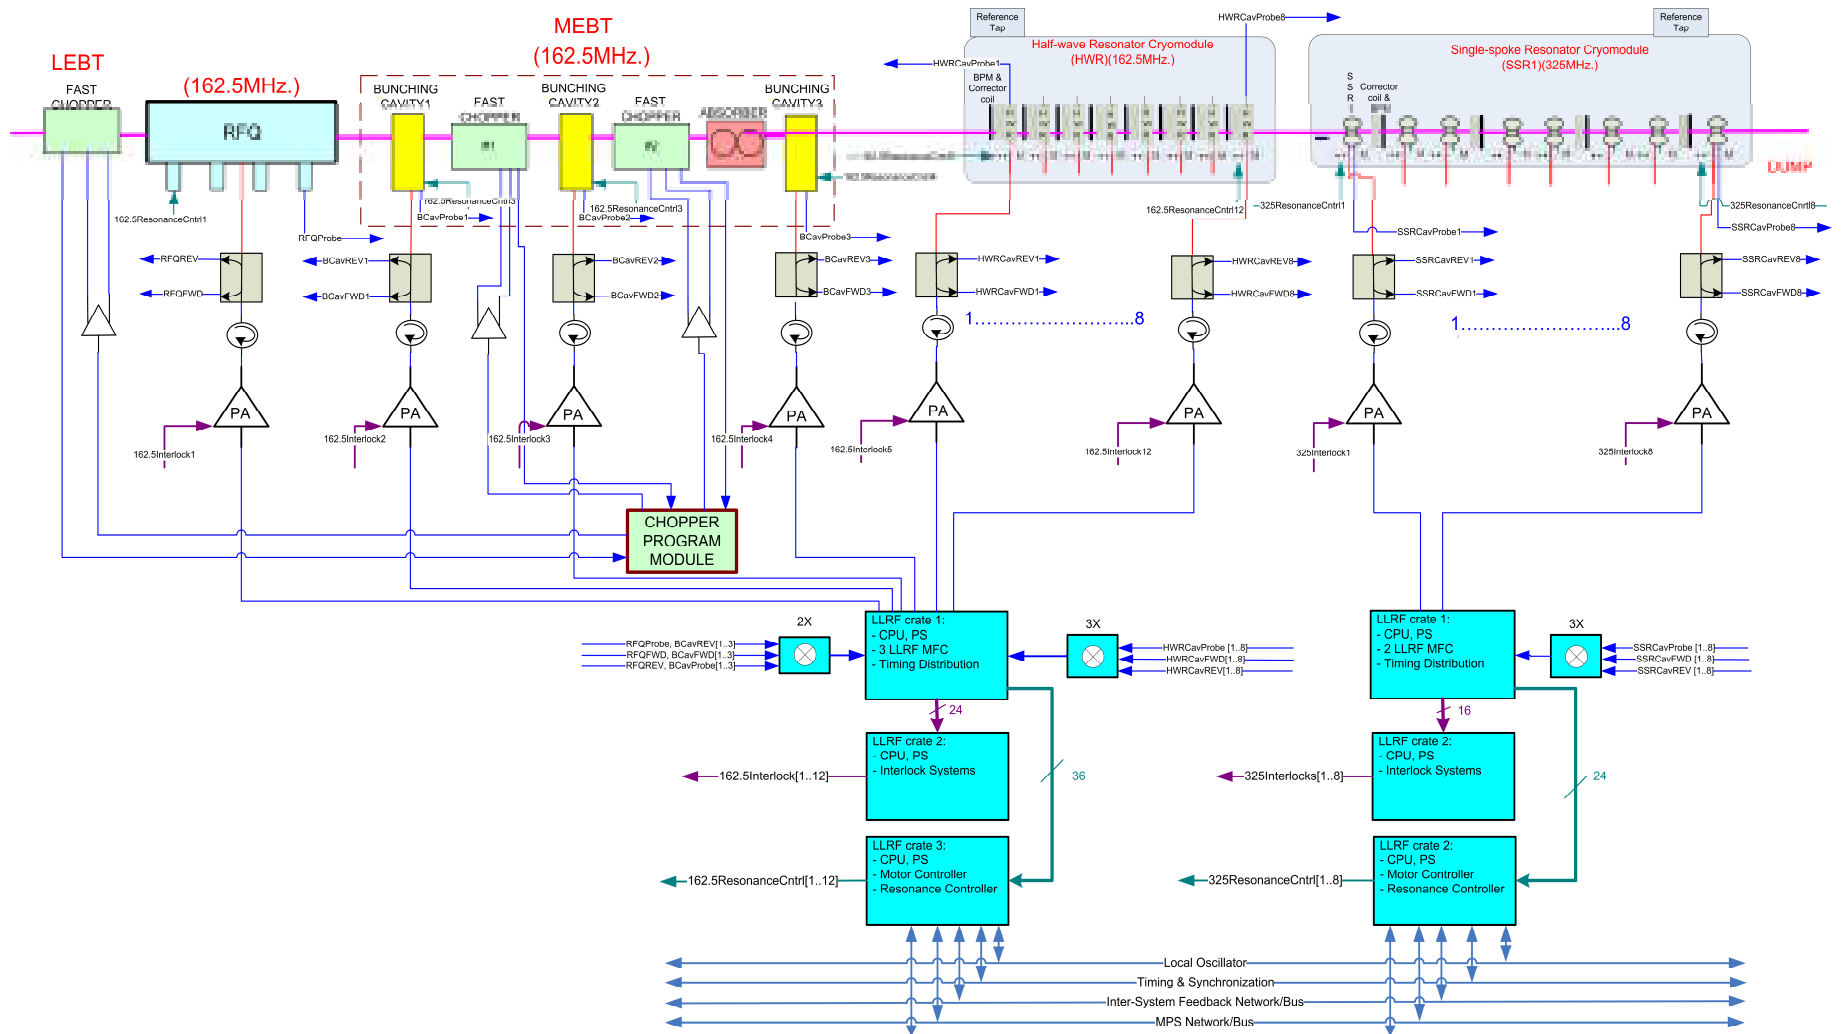 MEBT
(162.5MHz.)
LEBT
(162.5MHz.)
FAST
CHOPPER
RFQ
BUNCHING
CAVITY1
FAST
CHOPPER
#1
BUNCHING
CAVITY2
FAST
CHOPPER
#2
ABSORBER
BUNCHING
CAVITY3
Reference
Tap
HWRCavProbe8
Half-wave Resonator Cryomodule
(HWR)(162.5MHz.)
HWRCavProbe1
BPM &
Corrector
coil
Reference
Tap
Single-spoke Resonator Cryomodule
(SSR1)(325MHz.)
S
S
R
Corrector
coil &
BPM
DUMP
162.5ResonanceCntrl1
162.5ResonanceCntrl3
BCavProbe1
162.5ResonanceCntrl3
BCavProbe2
BCavProbe3
162.5ResonanceCntrl12
325ResonanceCntrl1
325ResonanceCntrl8
RFQProbe
SSRCavProbe1
SSRCavProbe8
RFQREV
RFQFWD
BCavREV1
BCavFWD1
BCavREV2
BCavFWD2
BCavREV3
BCavFWD3
HWRCavREV1
HWRCavFWD1
HWRCavREV8
HWRCavFWD8
SSRCavREV1
SSRCavFWD1
SSRCavREV8
SSRCavFWD8
1.............................8
1.............................8
PA
PA
PA
PA
PA
PA
PA
PA
162.5Interlock1
162.5Interlock2
162.5Interlock3
162.5Interlock4
162.5Interlock5
162.5Interlock12
325Interlock1
325Interlock8
CHOPPER
PROGRAM
MODULE
2X
RFQProbe, BCavREV[1..3]
RFQFWD, BCavFWD[1..3]
RFQREV, BCavProbe[1..3]
LLRF crate 1:
- CPU, PS
- 3 LLRF MFC
- Timing Distribution
3X
HWRCavProbe [1..8]
HWRCavFWD[1..8]
HWRCavREV[1..8]
LLRF crate 1:
- CPU, PS
- 2 LLRF MFC
- Timing Distribution
3X
SSRCavProbe [1..8]
SSRCavFWD [1..8]
SSRCavREV [1..8]
24
16
LLRF crate 2:
- CPU, PS
- Interlock Systems
162.5Interlock[1..12]
36
LLRF crate 2:
- CPU, PS
- Interlock Systems
325Interlocks[1..8]
24
LLRF crate 3:
- CPU, PS
- Motor Controller
- Resonance Controller
162.5ResonanceCntrl[1..12]
LLRF crate 2:
- CPU, PS
- Motor Controller
- Resonance Controller
325ResonanceCntrl[1..8]
Local Oscillator
Timing & Synchronization
Inter-System Feedback Network/Bus
MPS Network/Bus